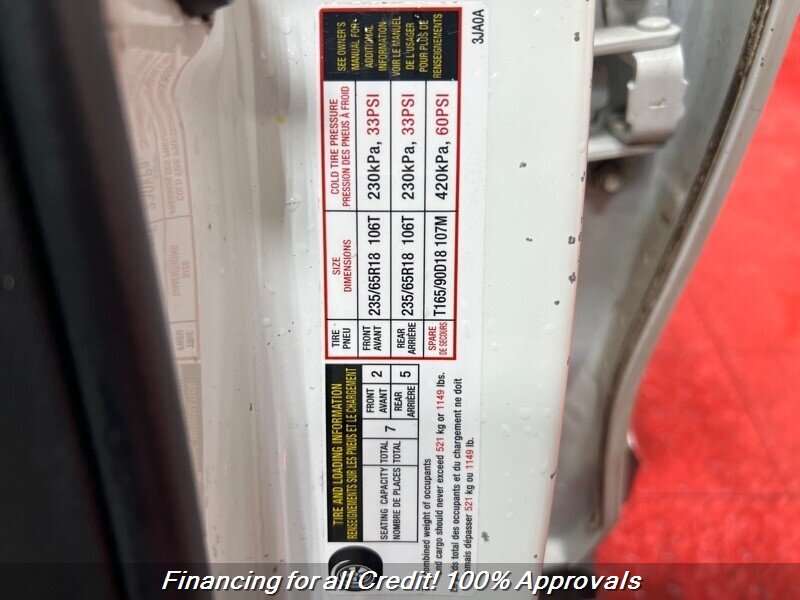 TIRE AND LOADING INFORMATION
RENSEIGNEMENTS SUR LES PNEUS ET LE CHARGEMENT
SEATING CAPACITY TOTAL 7 FRONT AVANT 2 REAR ARRIÈRE 5
NOMBRE DE PLACES TOTAL
combined weight of occupants
and cargo should never exceed 521 kg or 1149 lbs.
poids total des occupants et du chargement ne doit
jamais dépasser 521 kg ou 1149 lb.
TIRE - PNEU
SIZE
DIMENSIONS
COLD TIRE PRESSURE
PRESSION DES PNEUS À FROID
FRONT
AVANT
235/65R18 106T
230kPa, 33PSI
REAR
ARRIÈRE
235/65R18 106T
230kPa, 33PSI
SPARE
DE SECOURS
T165/90D18 107M
420kPa, 60PSI
SEE OWNER'S
MANUAL FOR
ADDITIONAL
INFORMATION
VOIR LE MANUEL
DE L'USAGER
POUR PLUS DE
RENSEIGNEMENTS
3JA0A
Financing for all Credit! 100% Approvals